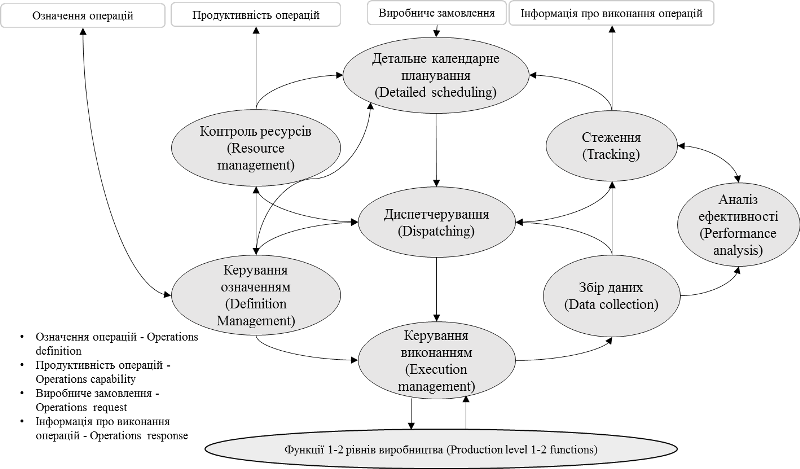 Означення операцій
Продуктивність операцій
Виробниче замовлення
Інформація про виконання операцій
Детальне календарне
планування
(Detailed scheduling)
Контроль ресурсів
(Resource
management)
Стеження
(Tracking)
Аналіз
ефективності
(Performance
analysis)
Диспетчерування
(Dispatching)
Керування
означенням
(Definition
Management)
Збір даних
(Data collection)
Керування
виконанням
(Execution
management)
• Означення операцій - Operations
definition
• Продуктивність операцій -
Operations capability
• Виробниче замовлення -
Operations request
• Інформація про виконання
операцій - Operations response
Функції 1-2 рівнів виробництва (Production level 1-2 functions)